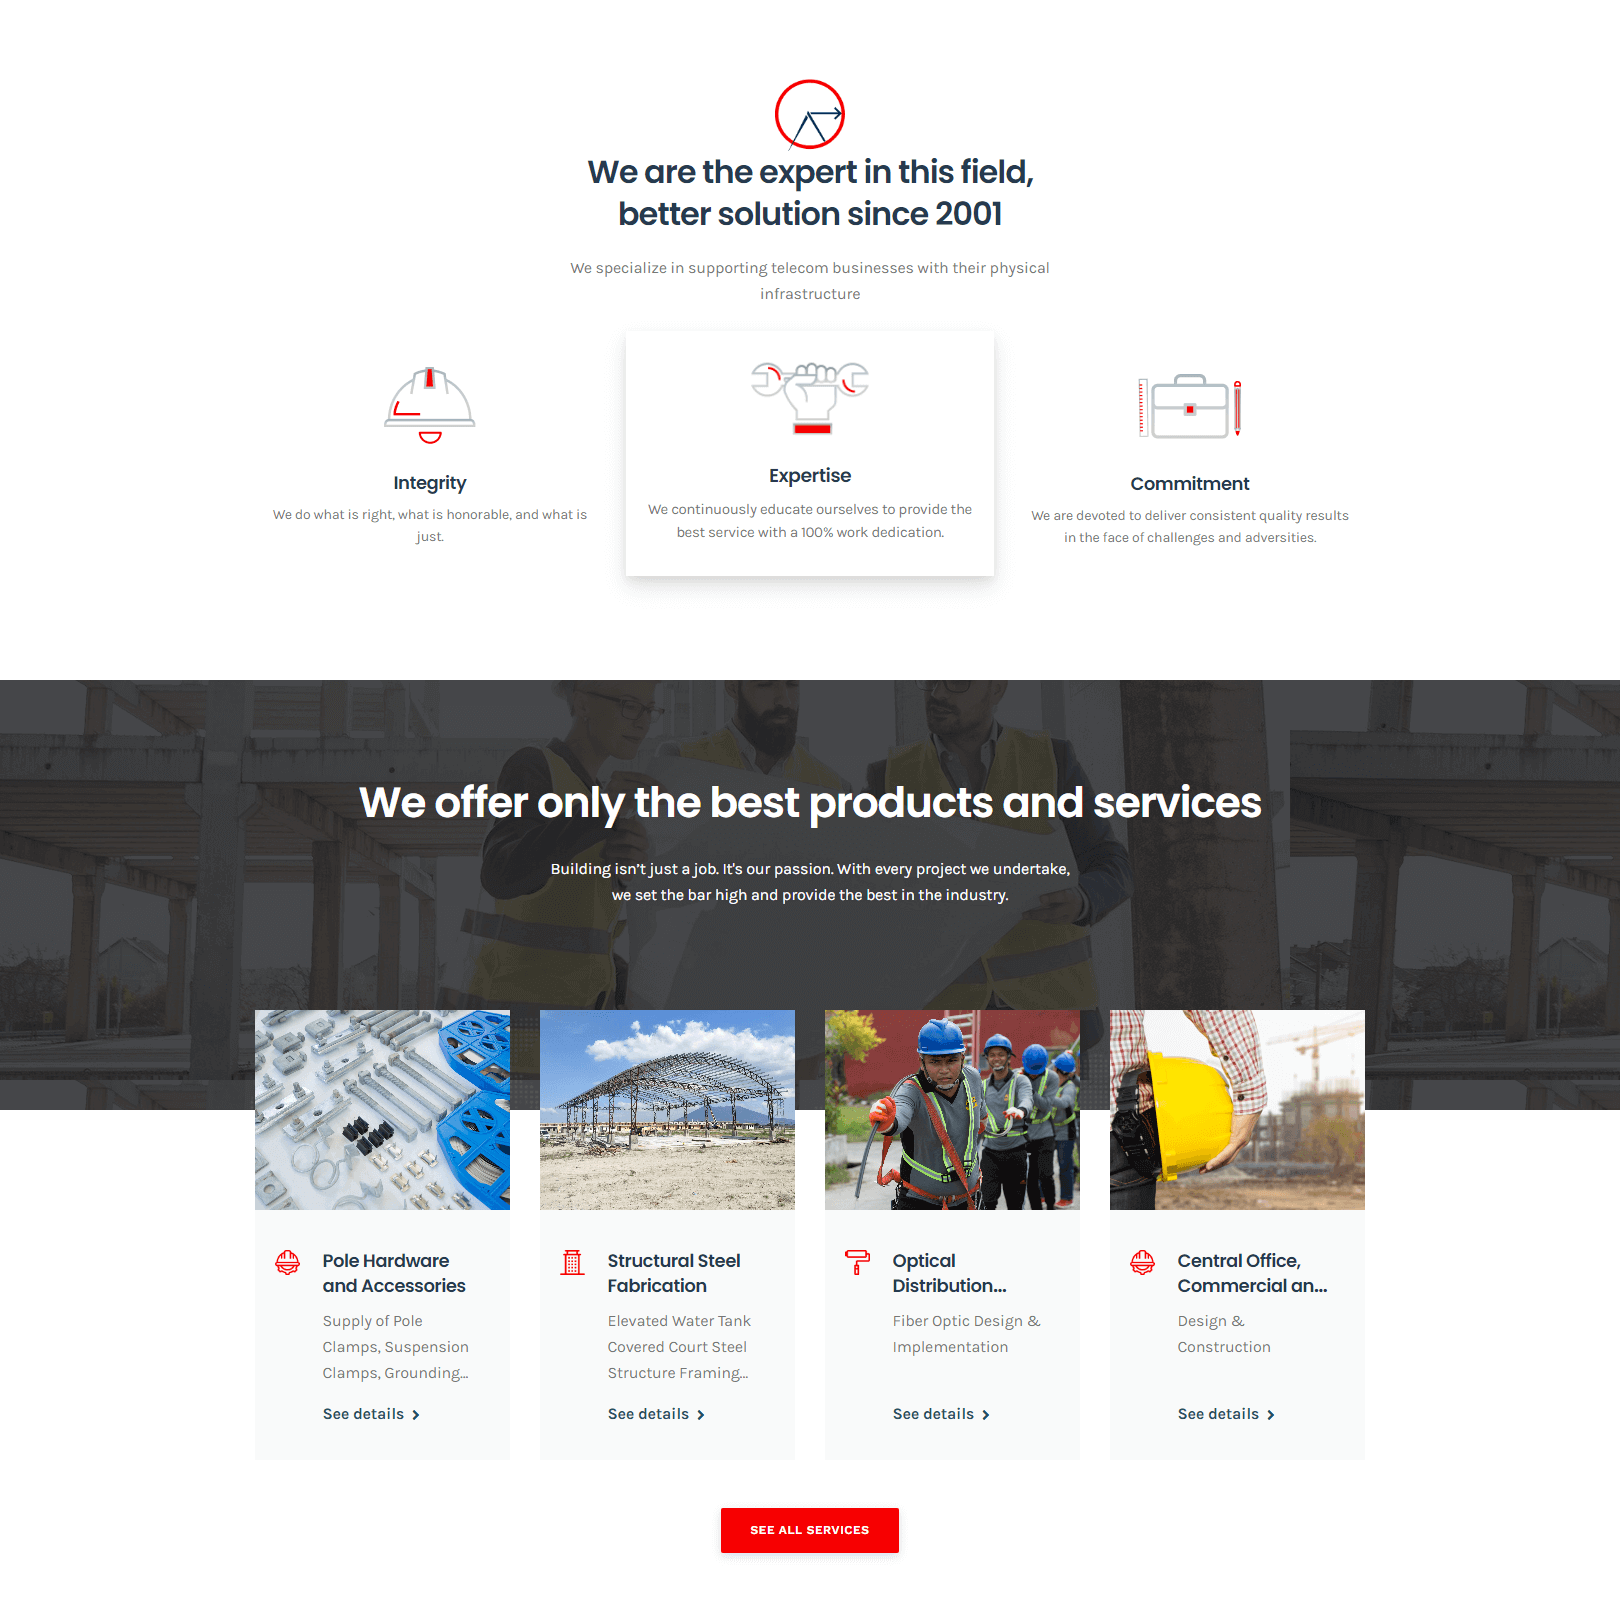 We are the expert in this field,
better solution since 2001
We specialize in supporting telecom businesses with their physical
infrastructure
Integrity
We do what is right, what is honorable, and what is
just.
Expertise
We continuously educate ourselves to provide the
best service with a 100% work dedication.
Commitment
We are devoted to deliver consistent quality results
in the face of challenges and adversities.
We offer only the best products and services
Building isn't just a job. It's our passion. With every project we undertake,
we set the bar high and provide the best in the industry.
Pole Hardware
and Accessories
Supply of Pole
Clamps, Suspension
Clamps, Grounding...
See details
Structural Steel
Fabrication
Elevated Water Tank
Covered Court Steel
Structure Framing...
See details
Optical
Distribution...
Fiber Optic Design &
Implementation
See details
Central Office,
Commercial an...
Design &
Construction
See details
SEE ALL SERVICES